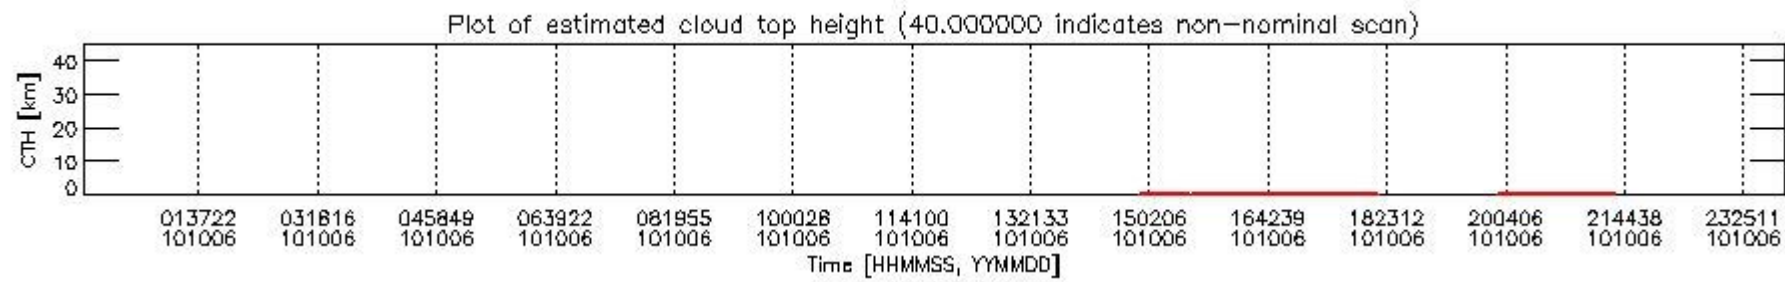 Plot of estimated cloud top height (40.000000 indicates non-nominal scan)
CTH [km]
40
30
20
10
0
013722 031616 045849 063922 081955 100028 114100 132133 150206 164239 182312 200406 214438 232511
101006 101006 101006 101006 101006 101006 101006 101006 101006 101006 101006 101006 101006 101006
Time [HHMMSS, YYMMDD]